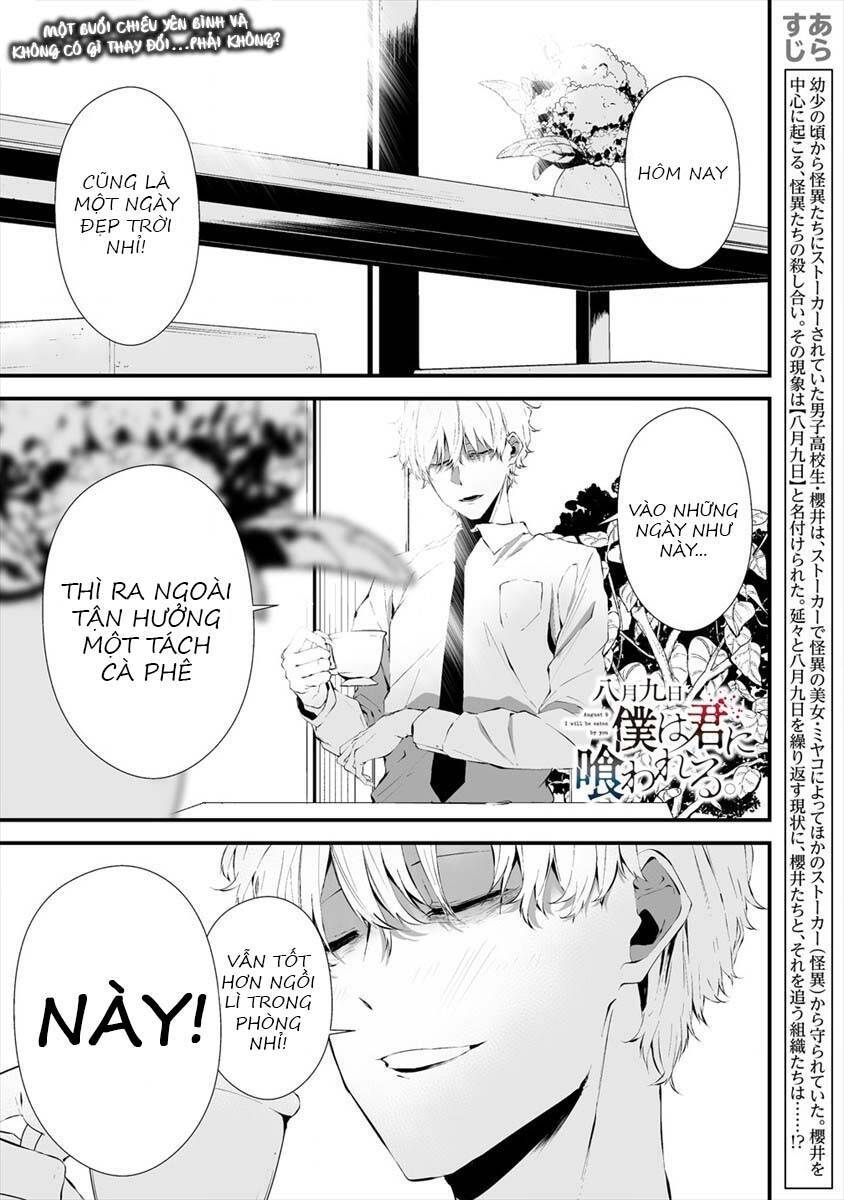 あら
すじ
幼少の頃から怪異たちにストーカーされていた男子高校生・櫻井は、ストーカーで怪異の美女・ミヤコによってほかのストーカー（怪異）から守られていた。櫻井を
中心に起こる、怪異たちの殺し合い。その現象は【八月九日】と名付けられた。延々と八月九日を繰り返す現状に、櫻井たちと、それを追う組織たちは……!?
MỘT BUỔI CHIỀU YÊN BÌNH VÀ
KHÔNG CÓ GÌ THAY ĐỔI...PHẢI KHÔNG?
HÔM NAY
CŨNG LÀ
MỘT NGÀY
ĐẸP TRỜI
NHỈ!
VÀO NHỮNG
NGÀY NHƯ
NÀY...
THÌ RA NGOÀI
TẬN HƯỞNG
MỘT TÁCH
CÀ PHÊ
八月九日
August 9
I will be eaten
by you
僕は君に
喰われる。
VẪN TỐT
HƠN NGỒI
LÌ TRONG
PHÒNG
NHỈ!
NÀY!